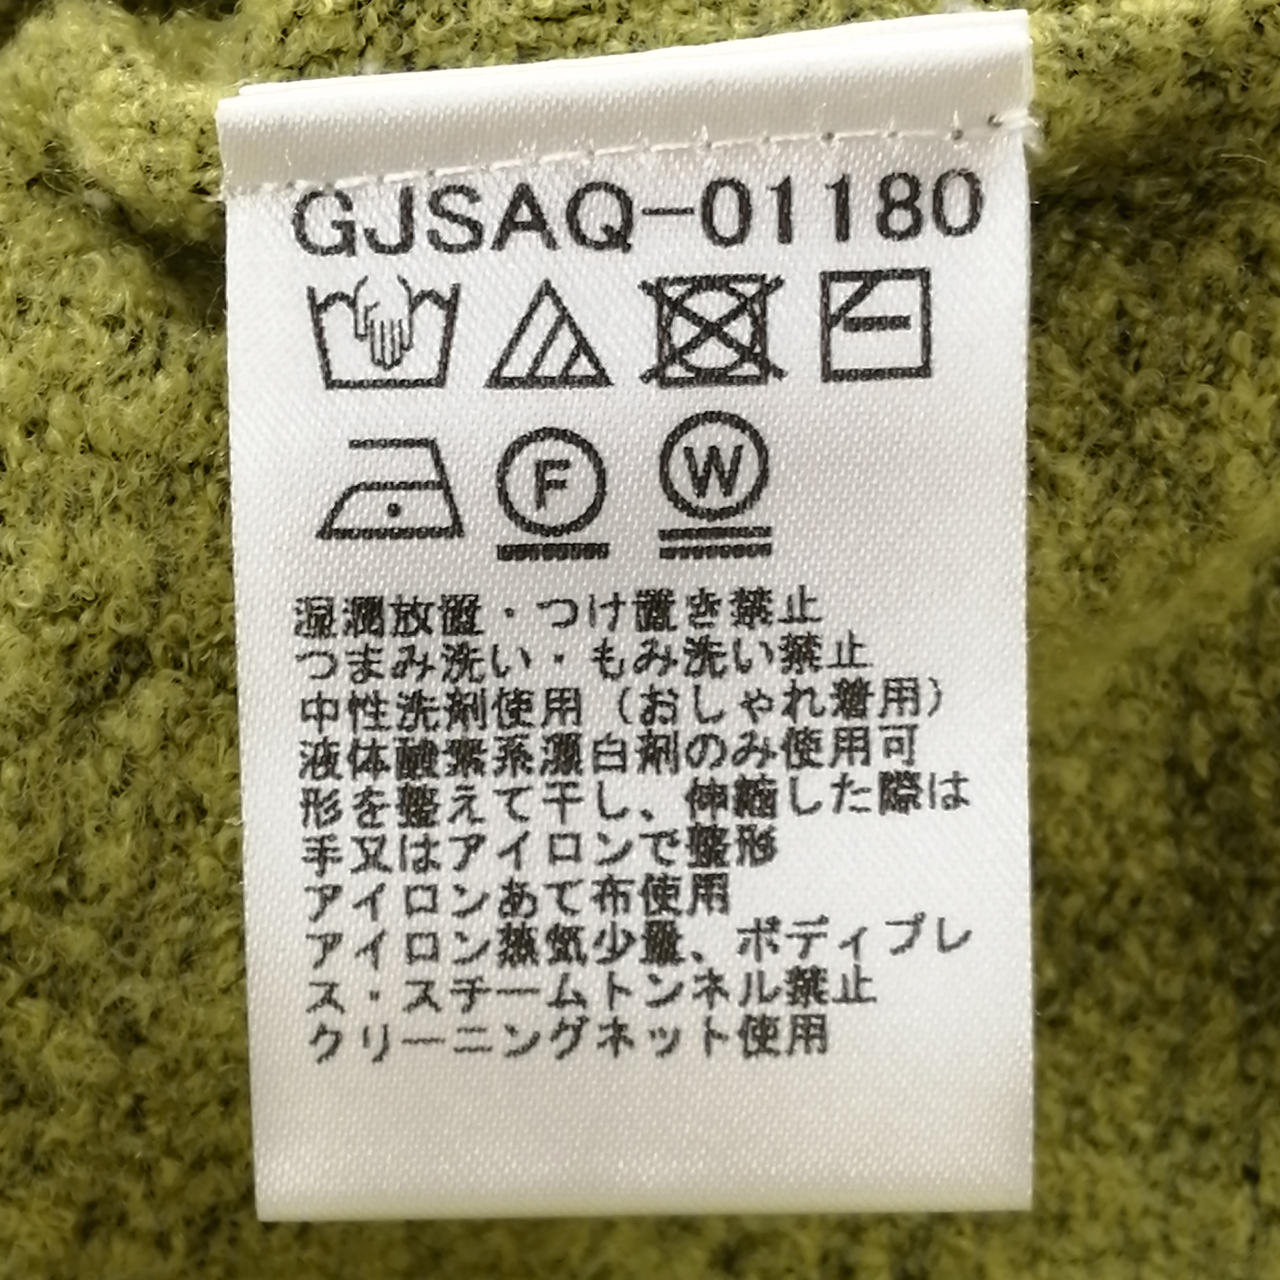 GJSAQ-01180
F
W
湿潤放置・つけ置き禁止
つまみ洗い・もみ洗い禁止
中性洗剤使用（おしゃれ着用）
液体酸素系漂白剤のみ使用可
形を整えて干し、伸縮した際は
手又はアイロンで整形
アイロンあて布使用
アイロン蒸気少量、ボディプレ
ス・スチームトンネル禁止
クリーニングネット使用